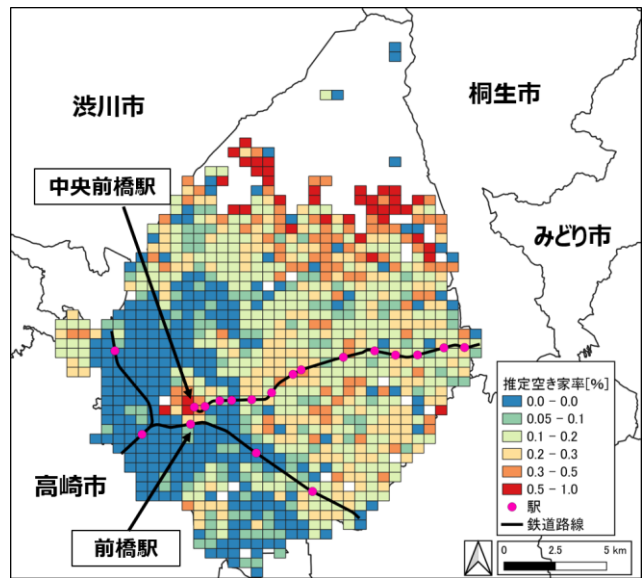 渋川市
桐生市
中央前橋駅
みどり市
高崎市
前橋駅
推定空き家率[%]
0.0 – 0.0
0.05 – 0.1
0.1 – 0.2
0.2 – 0.3
0.3 – 0.5
0.5 – 1.0
駅
鉄道路線
0 2.5 5 km